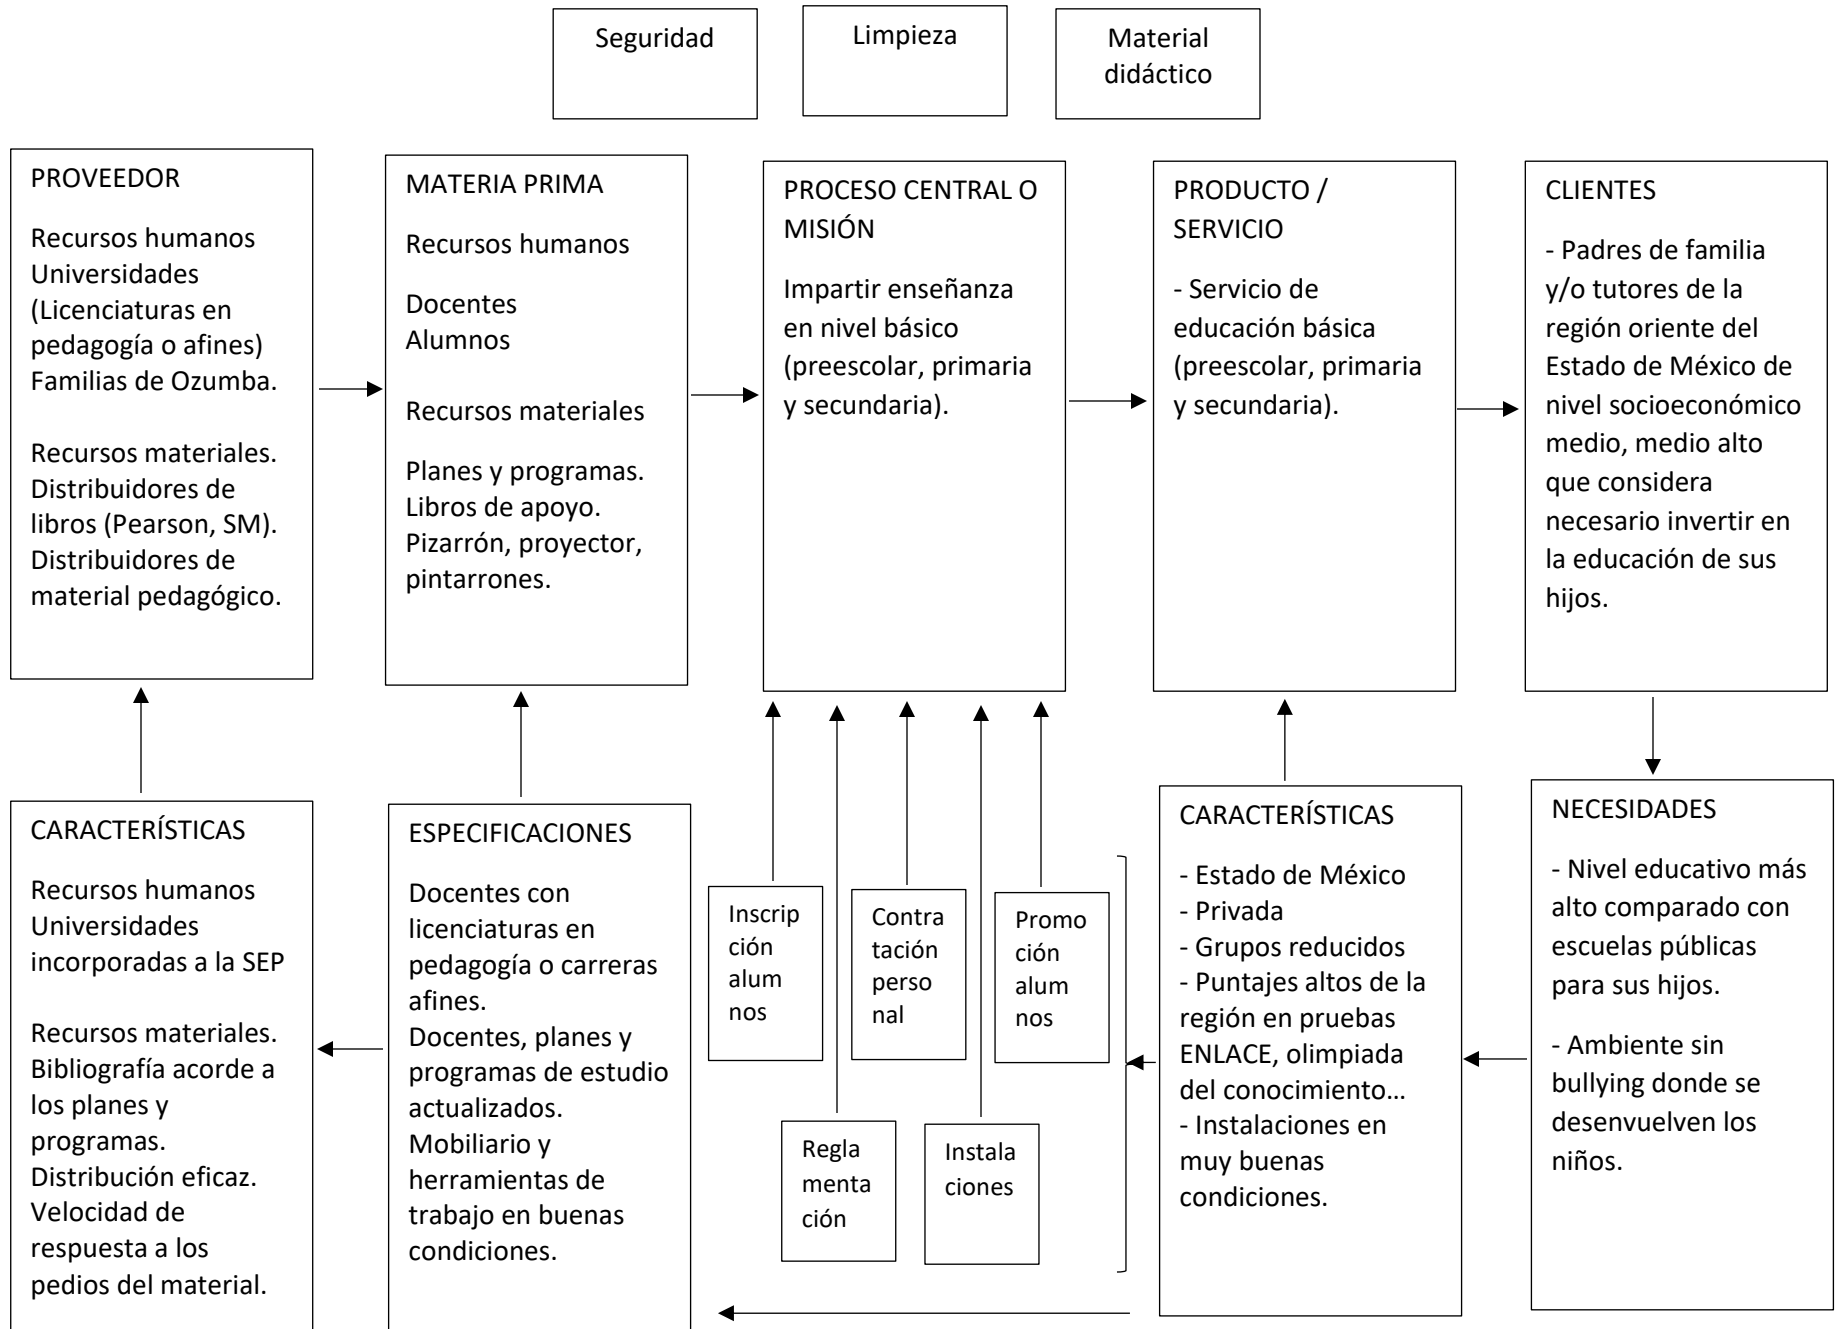 Seguridad
Limpieza
Material
didáctico
PROVEEDOR
Recursos humanos
Universidades
(Licenciaturas en
pedagogía o afines)
Familias de Ozumba.
Recursos materiales.
Distribuidores de
libros (Pearson, SM).
Distribuidores de
material pedagógico.
MATERIA PRIMA
Recursos humanos
Docentes
Alumnos
Recursos materiales
Planes y programas.
Libros de apoyo.
Pizarrón, proyector,
pintarrones.
PROCESO CENTRAL O
MISIÓN
Impartir enseñanza
en nivel básico
(preescolar, primaria
y secundaria).
PRODUCTO /
SERVICIO
- Servicio de
educación básica
(preescolar, primaria
y secundaria).
CLIENTES
- Padres de familia
y/o tutores de la
región oriente del
Estado de México de
nivel socioeconómico
medio, medio alto
que considera
necesario invertir en
la educación de sus
hijos.
CARACTERÍSTICAS
Recursos humanos
Universidades
incorporadas a la SEP
Recursos materiales.
Bibliografía acorde a
los planes y
programas.
Distribución eficaz.
Velocidad de
respuesta a los
pedios del material.
ESPECIFICACIONES
Docentes con
licenciaturas en
pedagogía o carreras
afines.
Docentes, planes y
programas de estudio
actualizados.
Mobiliario y
herramientas de
trabajo en buenas
condiciones.
Inscrip
ción
alum
nos
Contra
tación
perso
nal
Promo
ción
alum
nos
Regla
menta
ción
Instala
ciones
CARACTERÍSTICAS
- Estado de México
- Privada
- Grupos reducidos
- Puntajes altos de la
región en pruebas
ENLACE, olimpiada
del conocimiento…
- Instalaciones en
muy buenas
condiciones.
NECESIDADES
- Nivel educativo más
alto comparado con
escuelas públicas
para sus hijos.
- Ambiente sin
bullying donde se
desenvuelven los
niños.